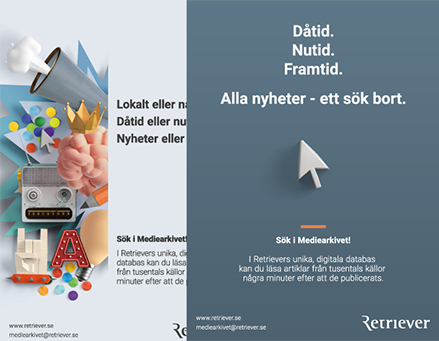 Lokalt eller na
Dåtid eller nu
Nyheter eller
Sök i Mediearkivet!
I Retrievers unika, dig
databas kan du läsa
från tusentals källor
minuter efter att de p
www.retriever.se
mediearkivet@retriever.se
Re
Dåtid.
Nutid.
Framtid.
Alla nyheter - ett sök bort.
Sök i Mediearkivet!
I Retrievers unika, digitala databas
kan du läsa artiklar från tusentals källor
några minuter efter att de publicerats.
www.retriever.se
mediearkivet@retriever.se
Retriever